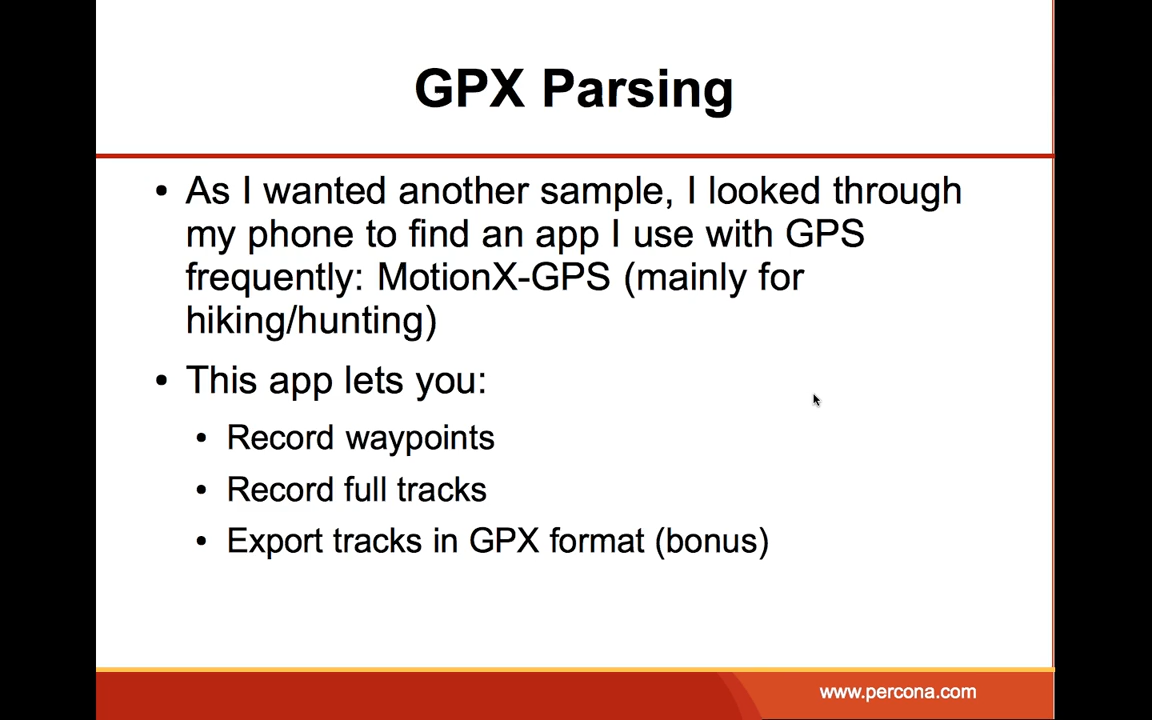 GPX Parsing
• As I wanted another sample, I looked through
my phone to find an app I use with GPS
frequently: MotionX-GPS (mainly for
hiking/hunting)
• This app lets you:
• Record waypoints
• Record full tracks
• Export tracks in GPX format (bonus)
www.percona.com